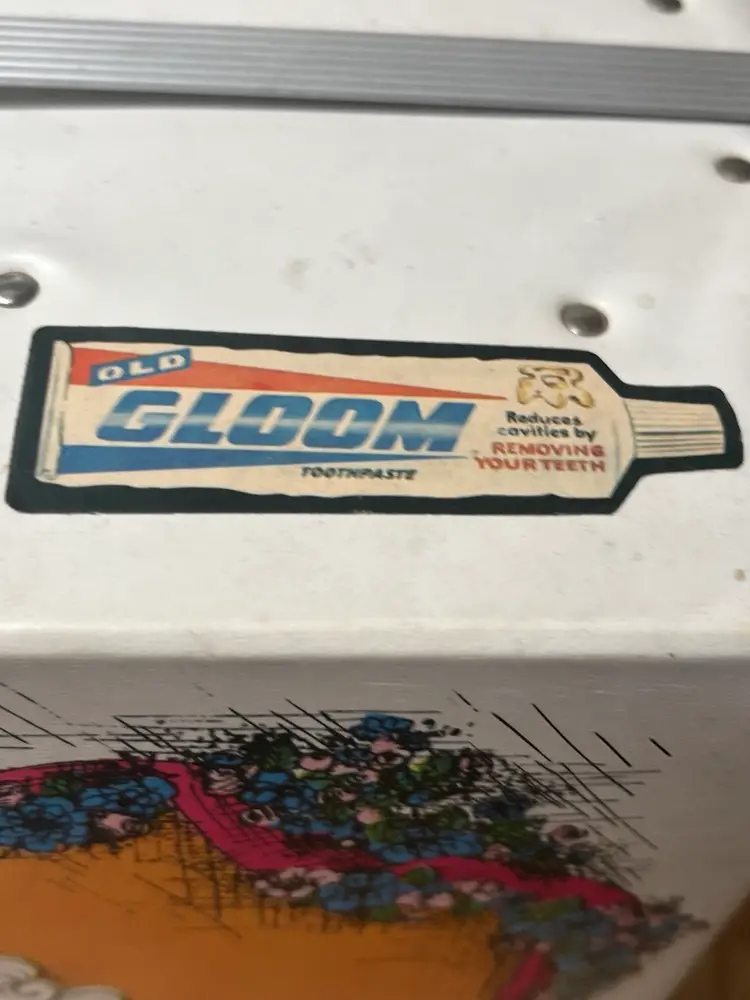 OLD
GLOOM
TOOTHPASTE
Reduces
cavities by
REMOVING
YOUR TEETH